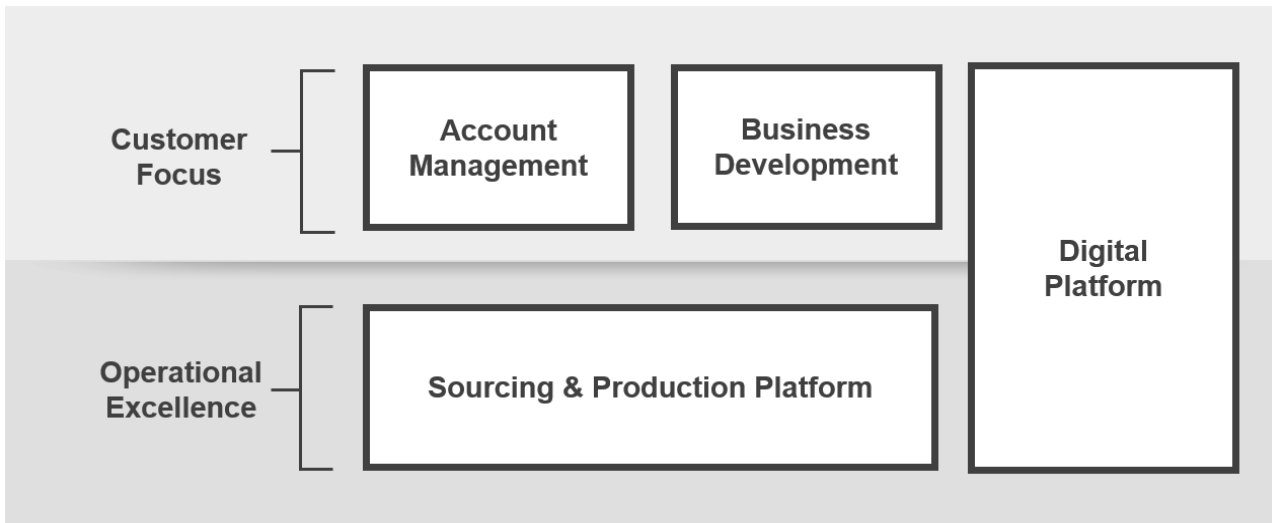 Customer
Focus
Account
Management
Business
Development
Digital
Platform
Operational
Excellence
Sourcing & Production Platform